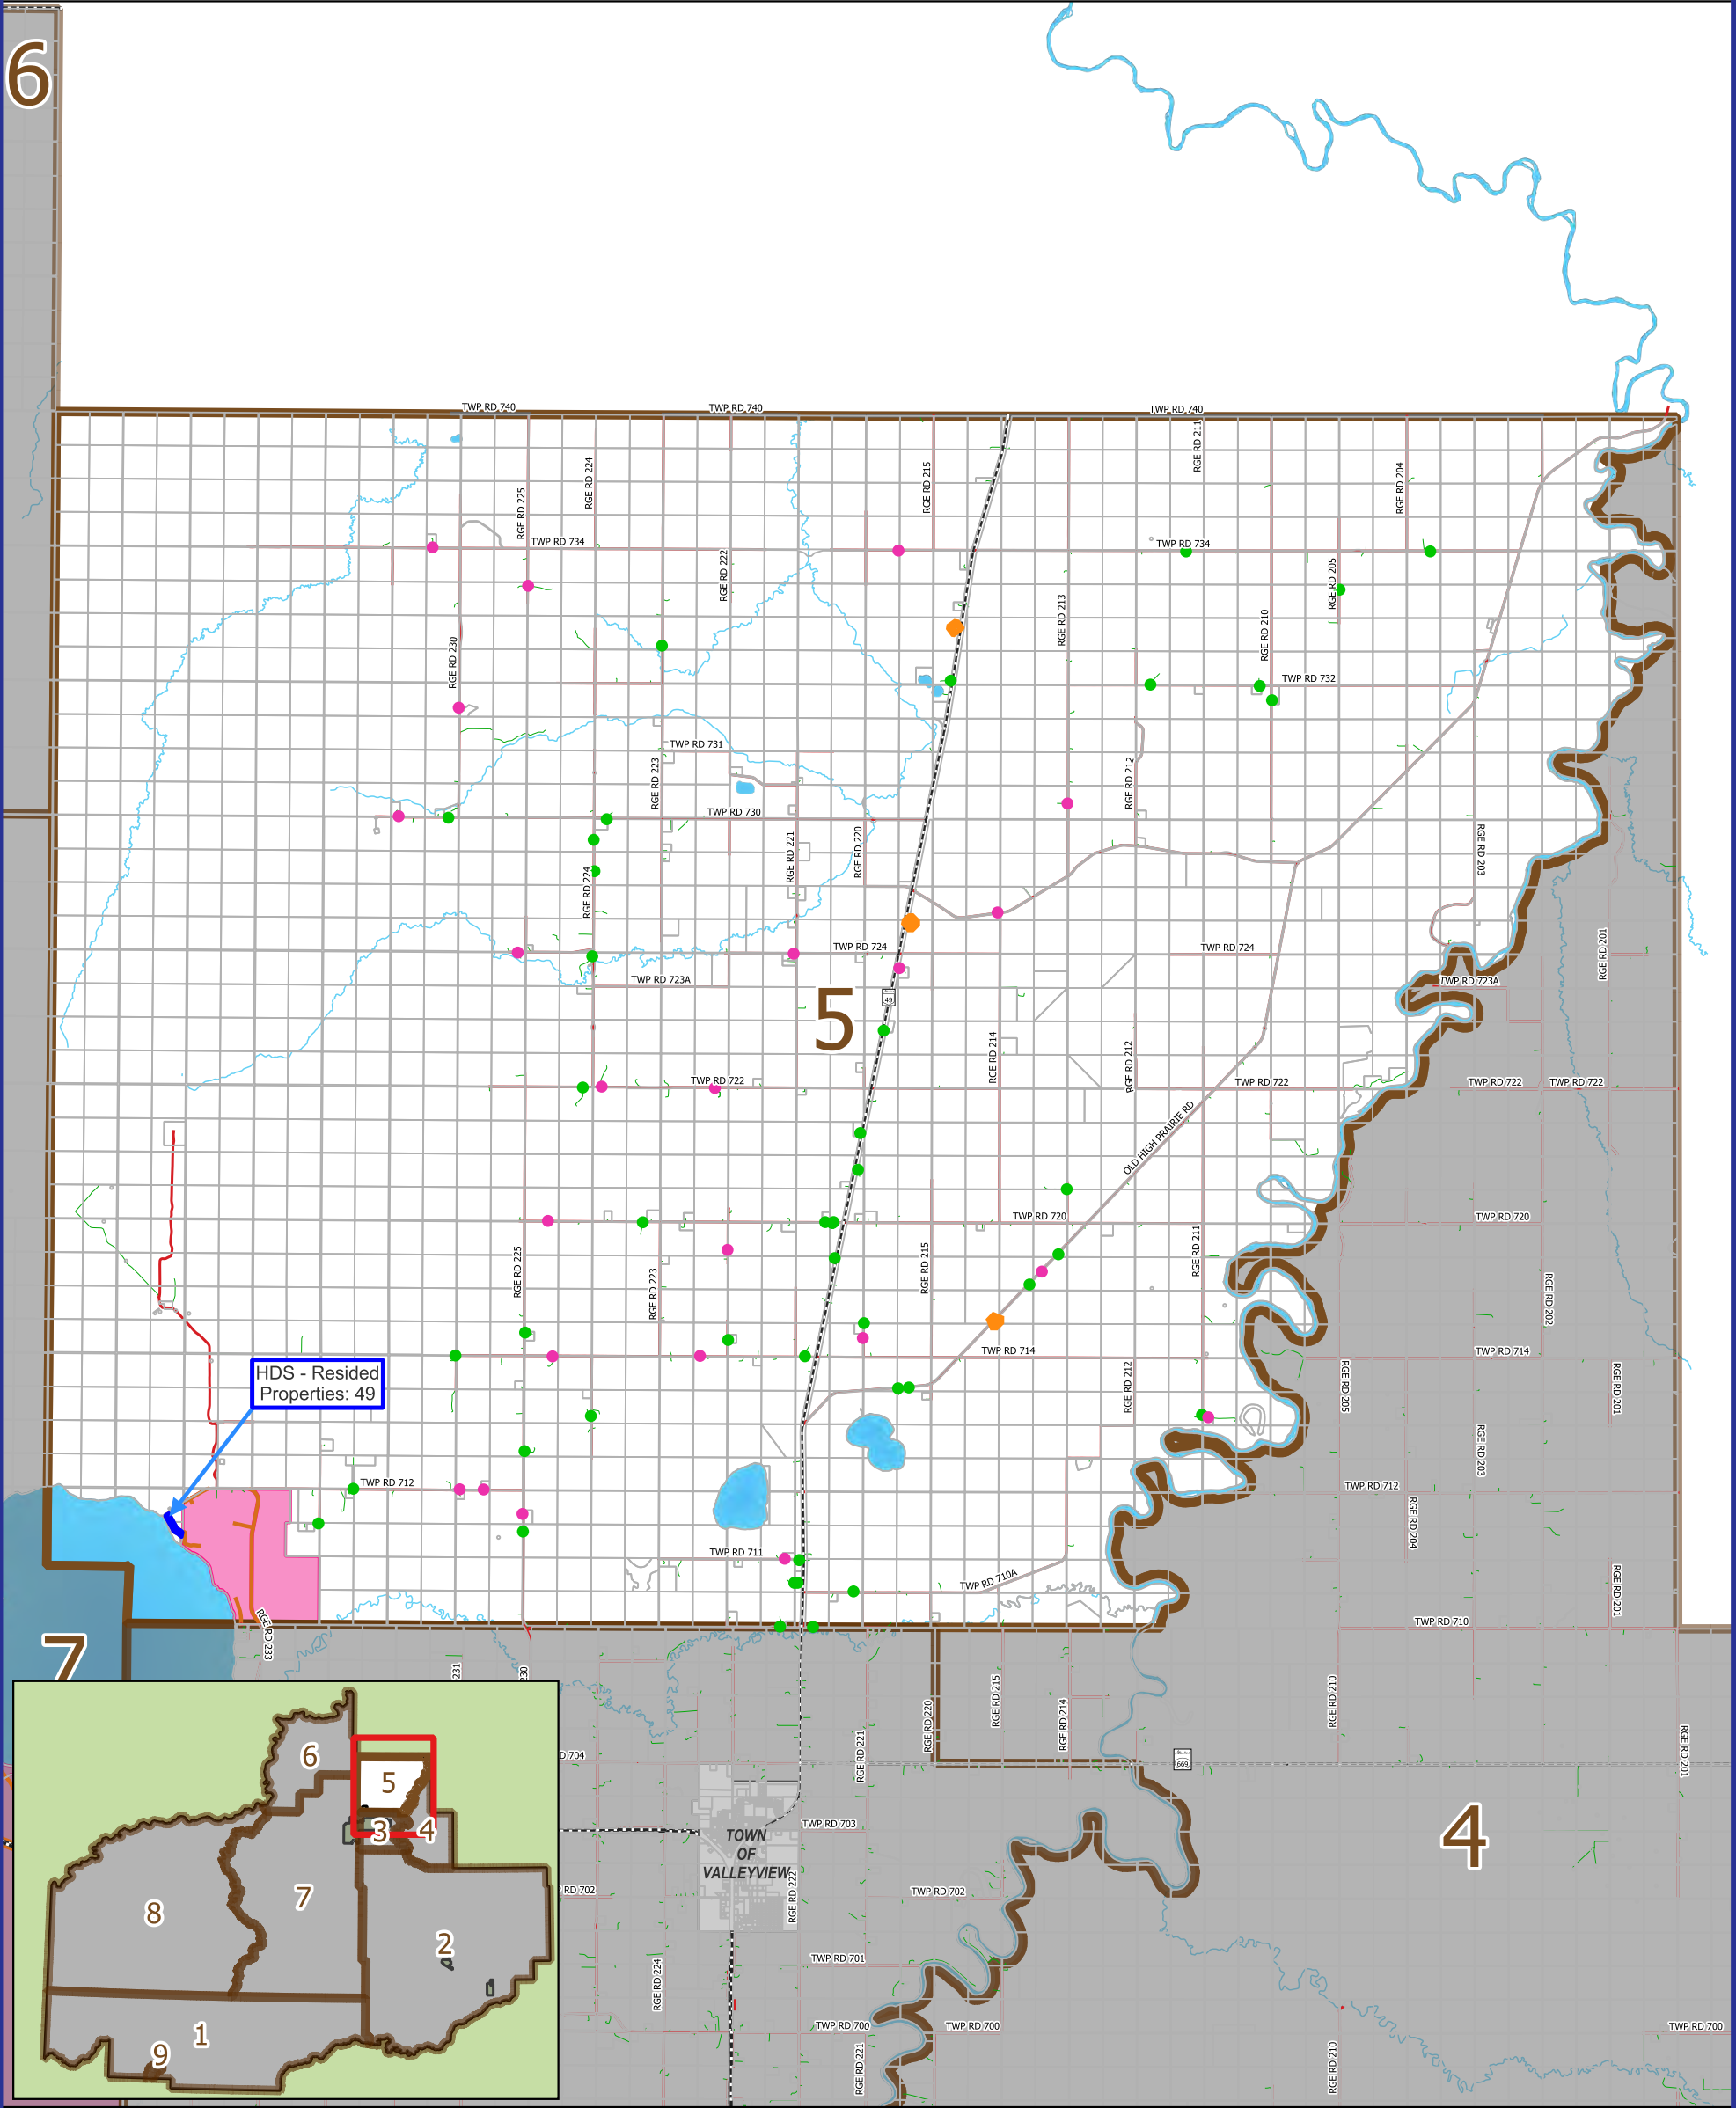 6
TWP RD 740
TWP RD 740
TWP RD 740
RGE RD 211
RGE RD 224
RGE RD 215
RGE RD 204
RGE RD 225
TWP RD 734
TWP RD 734
RGE RD 222
RGE RD 205
RGE RD 213
RGE RD 210
RGE RD 230
TWP RD 732
TWP RD 731
RGE RD 223
RGE RD 212
TWP RD 730
RGE RD 221
RGE RD 220
RGE RD 203
RGE RD 224
TWP RD 724
TWP RD 724
RGE RD 201
TWP RD 723A
TWP RD 723A
49
5
RGE RD 214
RGE RD 212
TWP RD 722
TWP RD 722
TWP RD 722
TWP RD 722
OLD HIGH PRAIRIE RD
TWP RD 720
TWP RD 720
RGE RD 211
RGE RD 225
RGE RD 223
RGE RD 215
RGE RD 202
TWP RD 714
TWP RD 714
HDS - Resided
Properties: 49
RGE RD 212
RGE RD 205
RGE RD 201
RGE RD 203
TWP RD 712
TWP RD 712
RGE RD 204
TWP RD 711
TWP RD 710A
RGE RD 201
RGE RD 233
TWP RD 710
7
231
230
RGE RD 220
RGE RD 215
RGE RD 214
RGE RD 210
RGE RD 221
RGE RD 201
D 704
669
6
5
3
4
TWP RD 703
TOWN
OF
VALLEYVIEW
4
7
8
RGE RD 222
RD 702
TWP RD 702
2
TWP RD 701
RGE RD 224
1
9
TWP RD 700
TWP RD 700
TWP RD 700
RGE RD 221
RGE RD 210